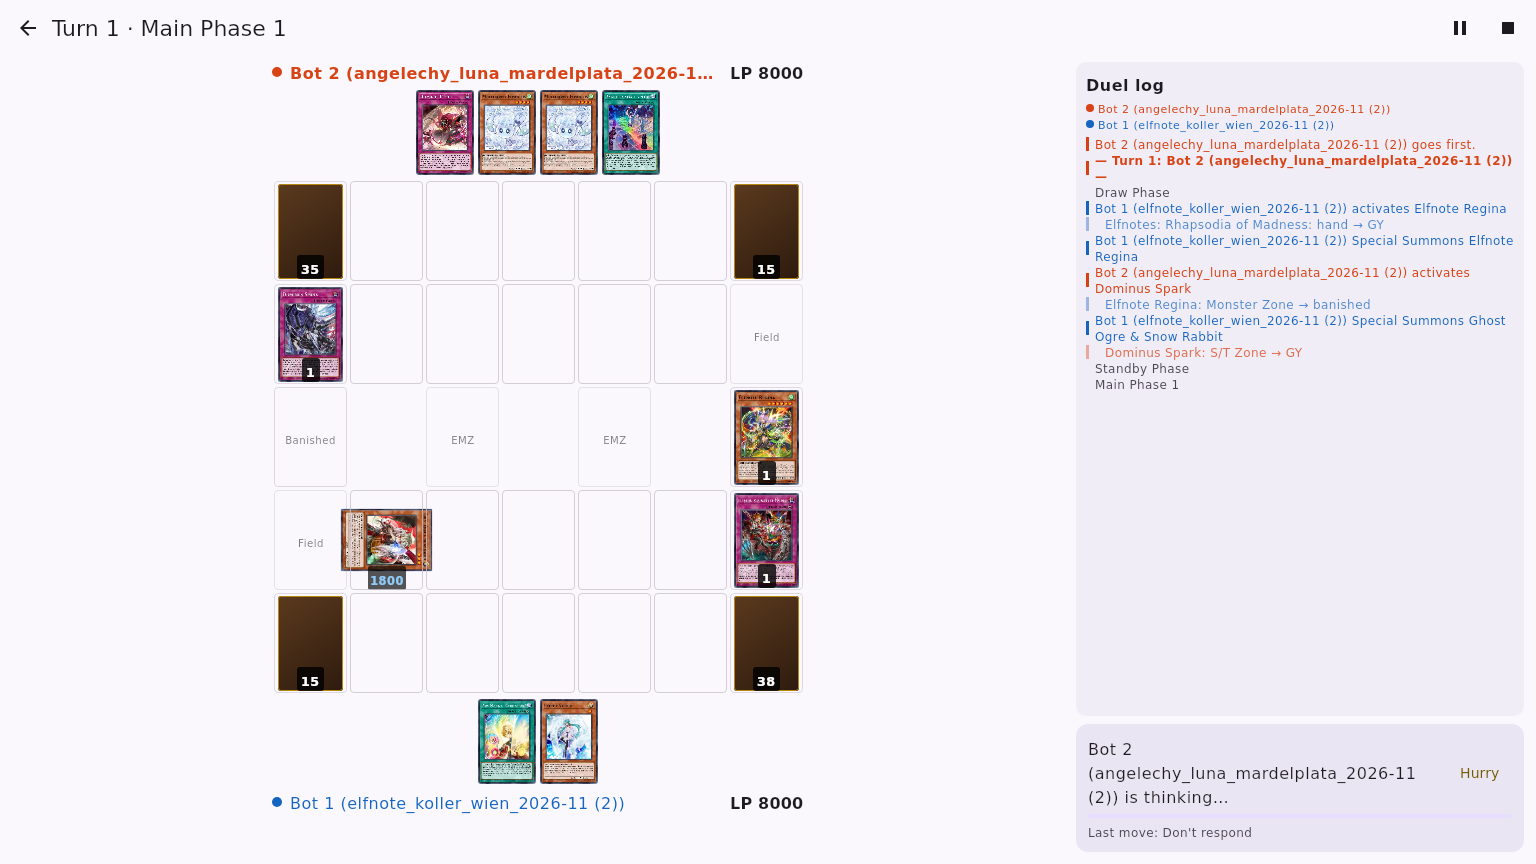 Turn 1 · Main Phase 1
Bot 2 (angelechy_luna_mardelplata_2026-1… LP 8000
35
15
1
Field
Banished
EMZ
EMZ
1
Field
1800
1
15
38
Bot 1 (elfnote_koller_wien_2026-11 (2)) LP 8000
Duel log
Bot 2 (angelechy_luna_mardelplata_2026-11 (2))
Bot 1 (elfnote_koller_wien_2026-11 (2))
Bot 2 (angelechy_luna_mardelplata_2026-11 (2)) goes first.
— Turn 1: Bot 2 (angelechy_luna_mardelplata_2026-11 (2))
—
Draw Phase
Bot 1 (elfnote_koller_wien_2026-11 (2)) activates Elfnote Regina
Elfnotes: Rhapsodia of Madness: hand → GY
Bot 1 (elfnote_koller_wien_2026-11 (2)) Special Summons Elfnote
Regina
Bot 2 (angelechy_luna_mardelplata_2026-11 (2)) activates
Dominus Spark
Elfnote Regina: Monster Zone → banished
Bot 1 (elfnote_koller_wien_2026-11 (2)) Special Summons Ghost
Ogre & Snow Rabbit
Dominus Spark: S/T Zone → GY
Standby Phase
Main Phase 1
Bot 2
(angelechy_luna_mardelplata_2026-11
(2)) is thinking...
Hurry
Last move: Don't respond